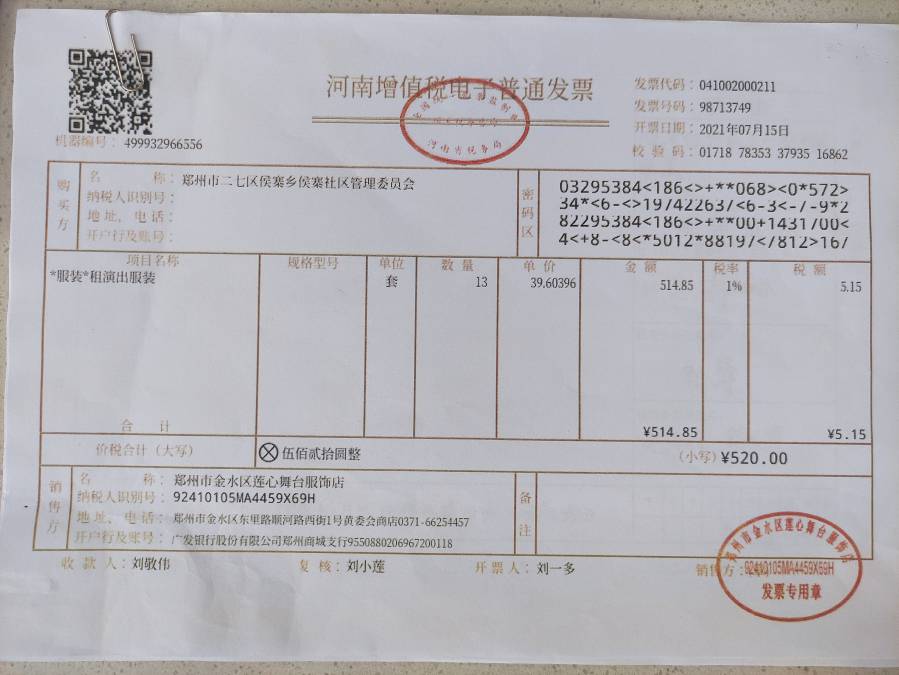 河南增值税电子普通发票
全国统一发票监制章
河南省税务局
发票代码：041002000211
发票号码：98713749
开票日期：2021年07月15日
校验码：01718 78353 37935 16862
机器编号：499932966556
购买方
名称：郑州市二七区侯寨乡侯寨社区管理委员会
纳税人识别号：
地址、电话：
开户行及账号：
密码区
03295384<186<>+**068><0*572>
34*<6-<>19742263/<6-3<-7-9*2
82295384<186<>+**00+1431700<
4<+8-<8<*5012*88197</812>167
项目名称 规格型号 单位 数量 单价 金额 税率 税额
*服装*租演出服装 套 13 39.60396 514.85 1% 5.15
合计 ¥514.85 ¥5.15
价税合计（大写） ⊗伍佰贰拾圆整 （小写）¥520.00
销售方
名称：郑州市金水区莲心舞台服饰店
纳税人识别号：92410105MA4459X69H
地址、电话：郑州市金水区东里路顺河路西街1号黄委会商店0371-66254457
开户行及账号：广发银行股份有限公司郑州商城支行9550880206967200118
备注
收款人：刘敬伟 复核：刘小莲 开票人：刘一多 销售方：
郑州市金水区莲心舞台服饰店
92410105MA4459X69H
发票专用章